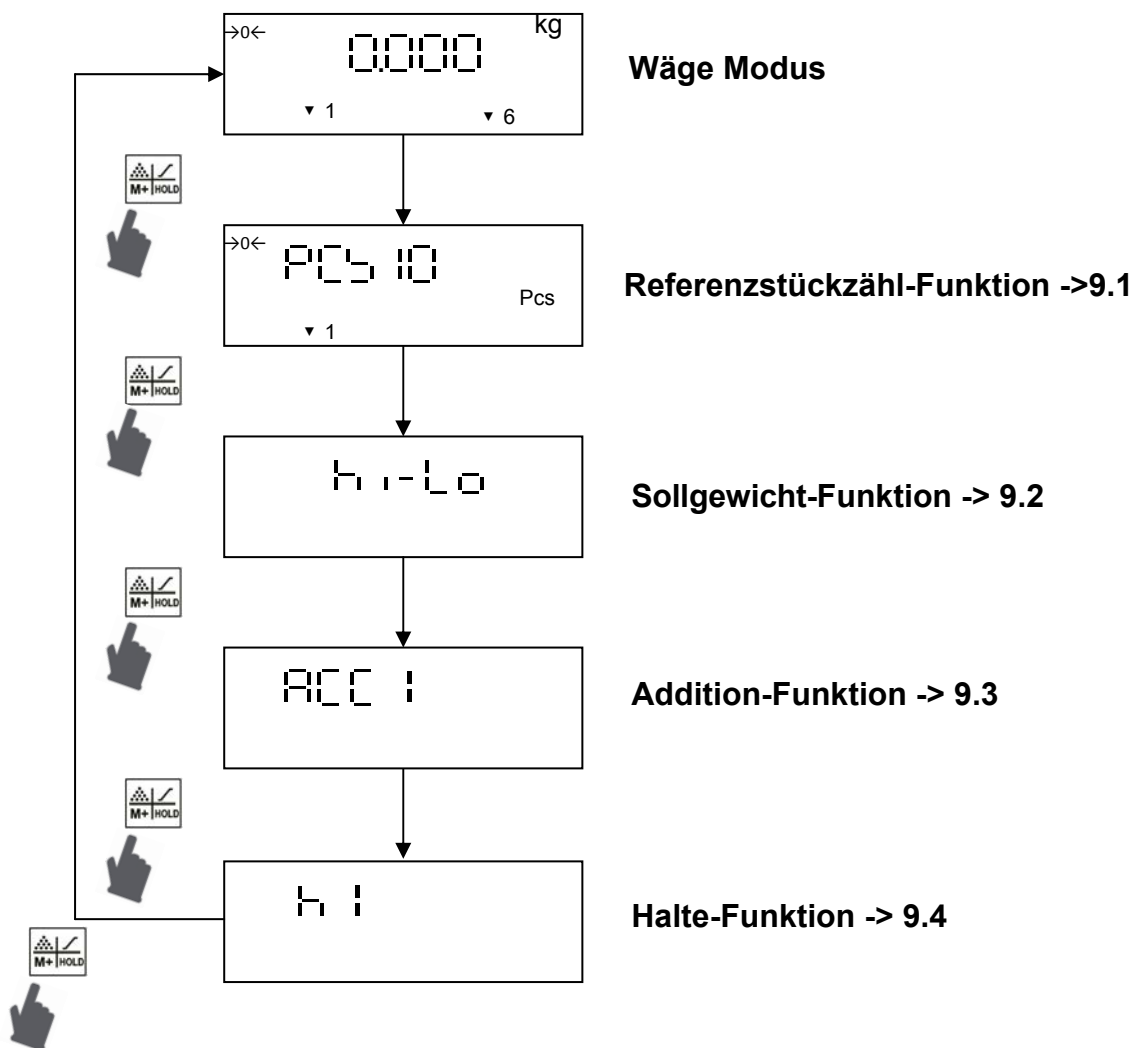 →0← kg
0.000
▼ 1 ▼ 6
Wäge Modus
M+ HOLD
→0← PCS 10
Pcs
▼ 1
Referenzstückzähl-Funktion ->9.1
M+ HOLD
hi-Lo
Sollgewicht-Funktion -> 9.2
M+ HOLD
ACC 1
Addition-Funktion -> 9.3
M+ HOLD
h 1
Halte-Funktion -> 9.4
M+ HOLD